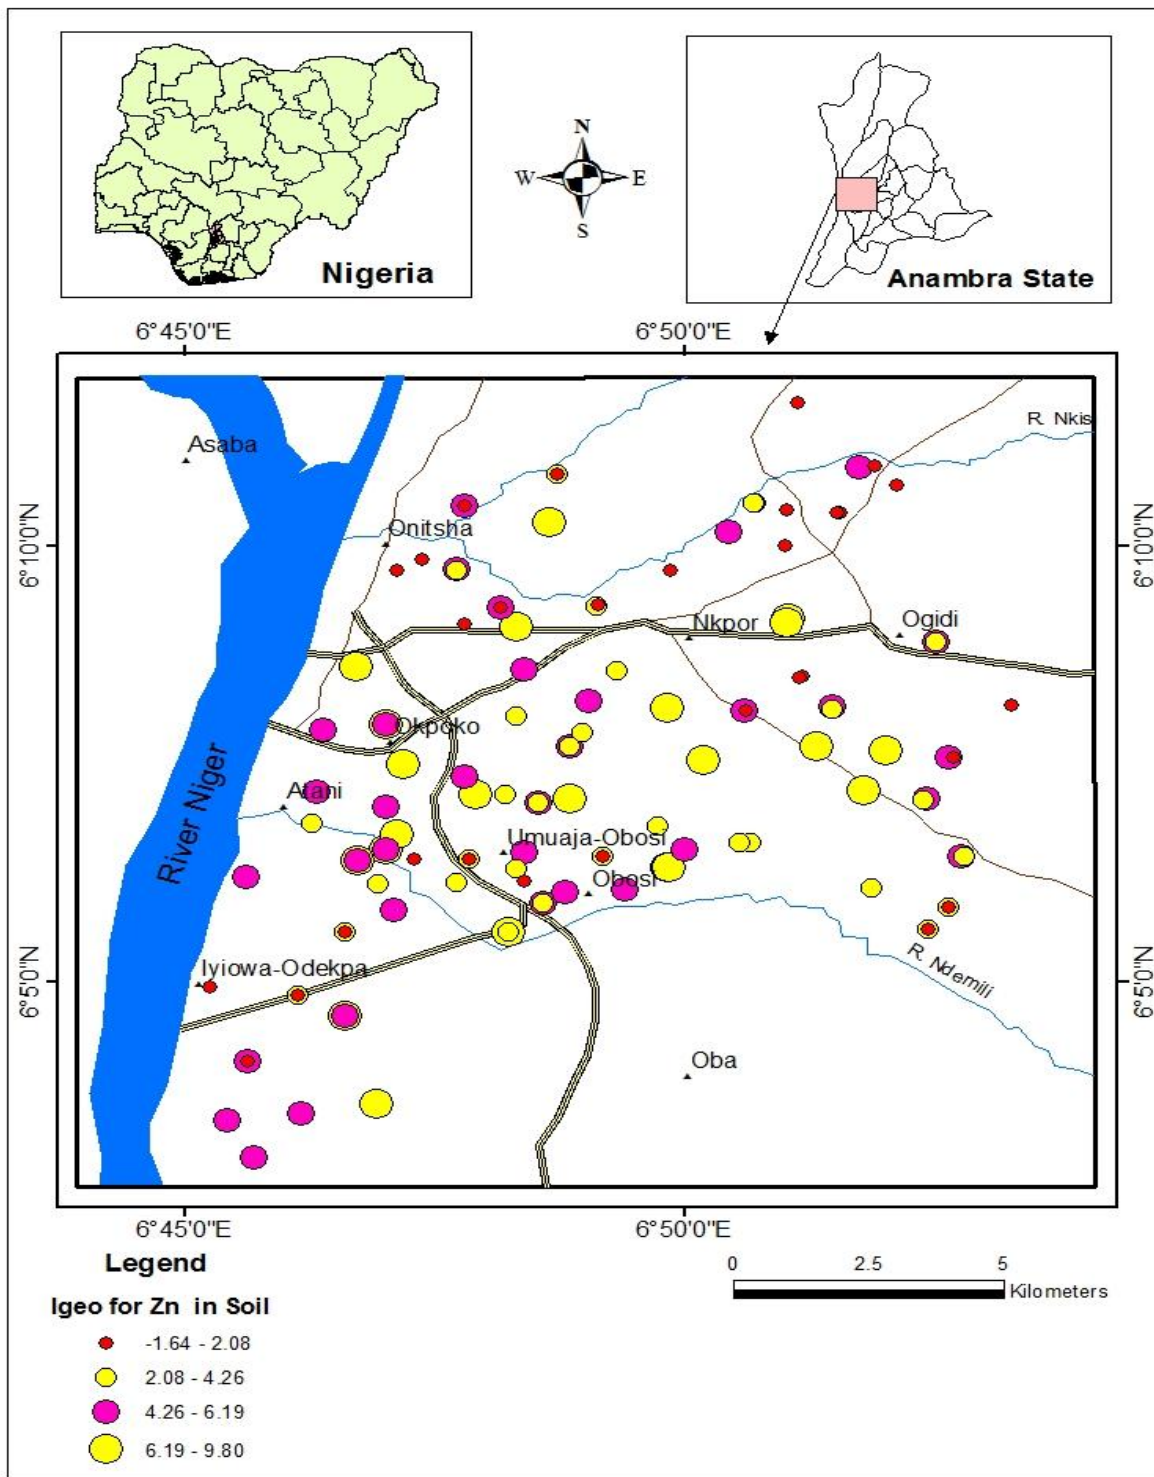 Nigeria
N
W
E
S
Anambra State
6°45'0"E
6°50'0"E
R. Nkis
Asaba
Onitsha
6°10'0"N
6°10'0"N
Nkpor
Ogidi
Okpoko
River Niger
Atani
Umuaja-Obosi
Obosi
R. Ndemili
Iyiowa-Odekpa
6°5'0"N
6°5'0"N
Oba
6°45'0"E
6°50'0"E
Legend
0 2.5 5
Kilometers
Igeo for Zn in Soil
-1.64 - 2.08
2.08 - 4.26
4.26 - 6.19
6.19 - 9.80